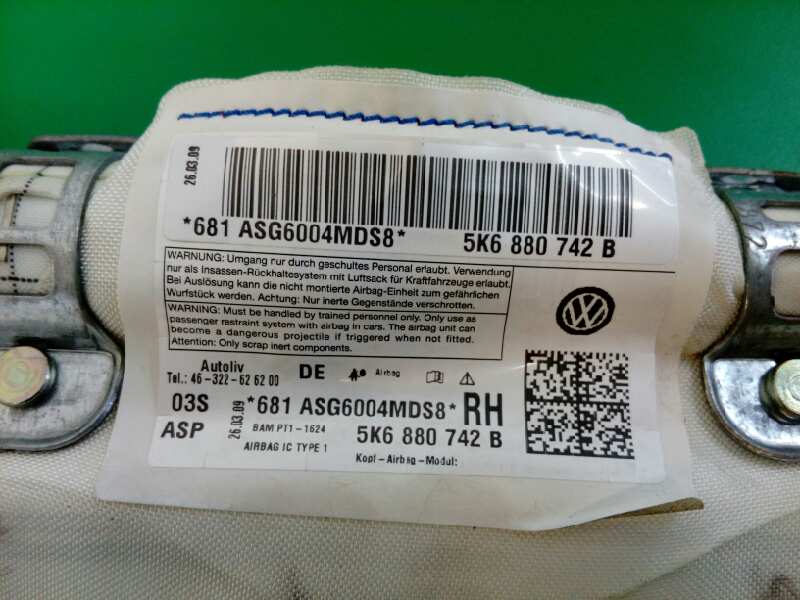 26.03.09
*681 ASG6004MDS8*
5K6 880 742 B
WARNUNG: Umgang nur durch geschultes Personal erlaubt. Verwendung
nur als Insassen-Rückhaltesystem mit Luftsack für Kraftfahrzeuge erlaubt.
Bei Auslösung kann die nicht montierte Airbag-Einheit zum gefährlichen
Wurfstück werden. Achtung: Nur inerte Gegenstände verschrotten.
WARNING: Must be handled by trained personnel only. Only use as
passenger restraint system with airbag in cars. The airbag unit can
become a dangerous projectile if triggered when not fitted.
Attention: Only scrap inert components.
Autoliv
Tel.: 46-322-626200
DE
Airbag
03S
*681 ASG6004MDS8*
RH
ASP
26.03.09
BAM PT1-1624
5K6 880 742 B
AIRBAG IC TYPE 1
Kopf-Airbag-Modul: